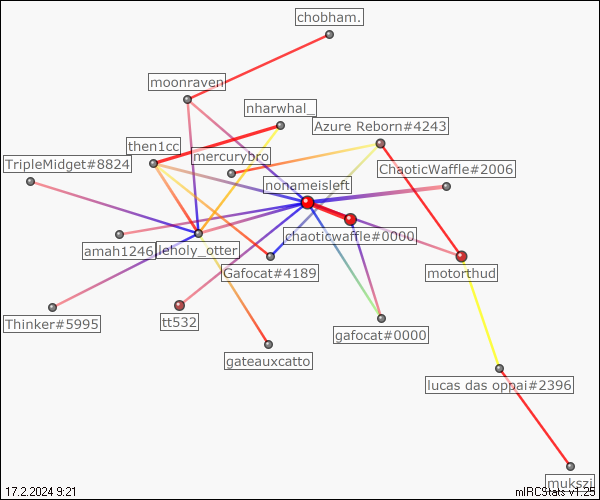 chobham.
moonraven
nharwhal_
Azure Reborn#4243
then1cc
mercurybro
TripleMidget#8824
ChaoticWaffle#2006
nonameisleft
chaoticwaffle#0000
amah1246
leholy_otter
Gafocat#4189
motorthud
Thinker#5995
tt532
gafocat#0000
gateauxcatto
lucas das oppai#2396
mukszi
17.2.2024 9:21
mIRCStats v1.25